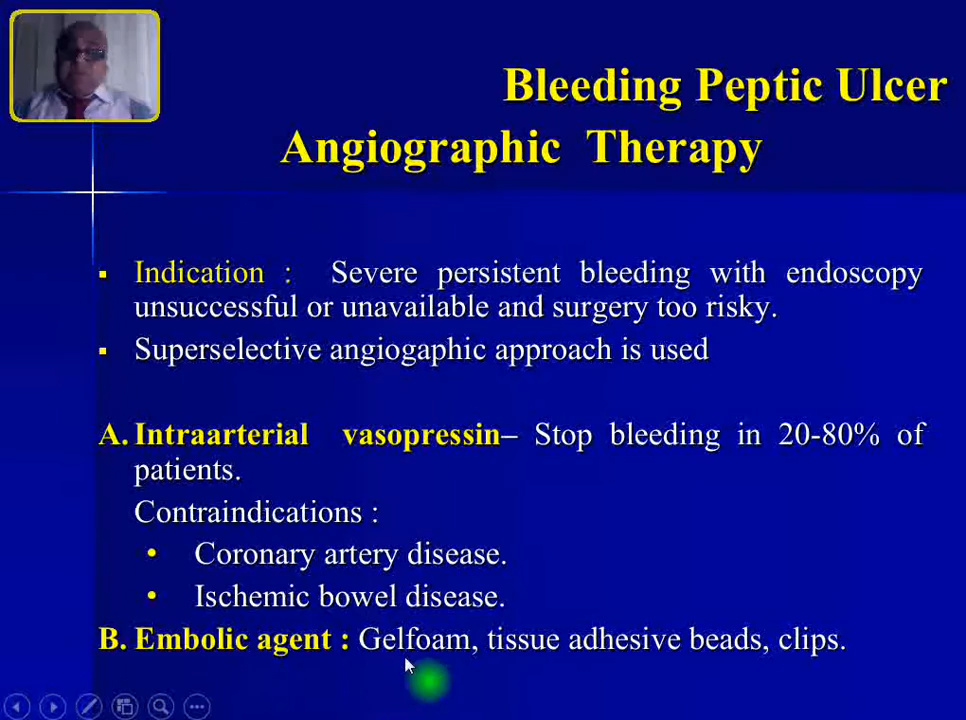 Bleeding Peptic Ulcer
Angiographic Therapy
▪ Indication : Severe persistent bleeding with endoscopy
unsuccessful or unavailable and surgery too risky.
▪ Superselective angiogaphic approach is used
A. Intraarterial vasopressin– Stop bleeding in 20-80% of
patients.
Contraindications :
• Coronary artery disease.
• Ischemic bowel disease.
B. Embolic agent : Gelfoam, tissue adhesive beads, clips.